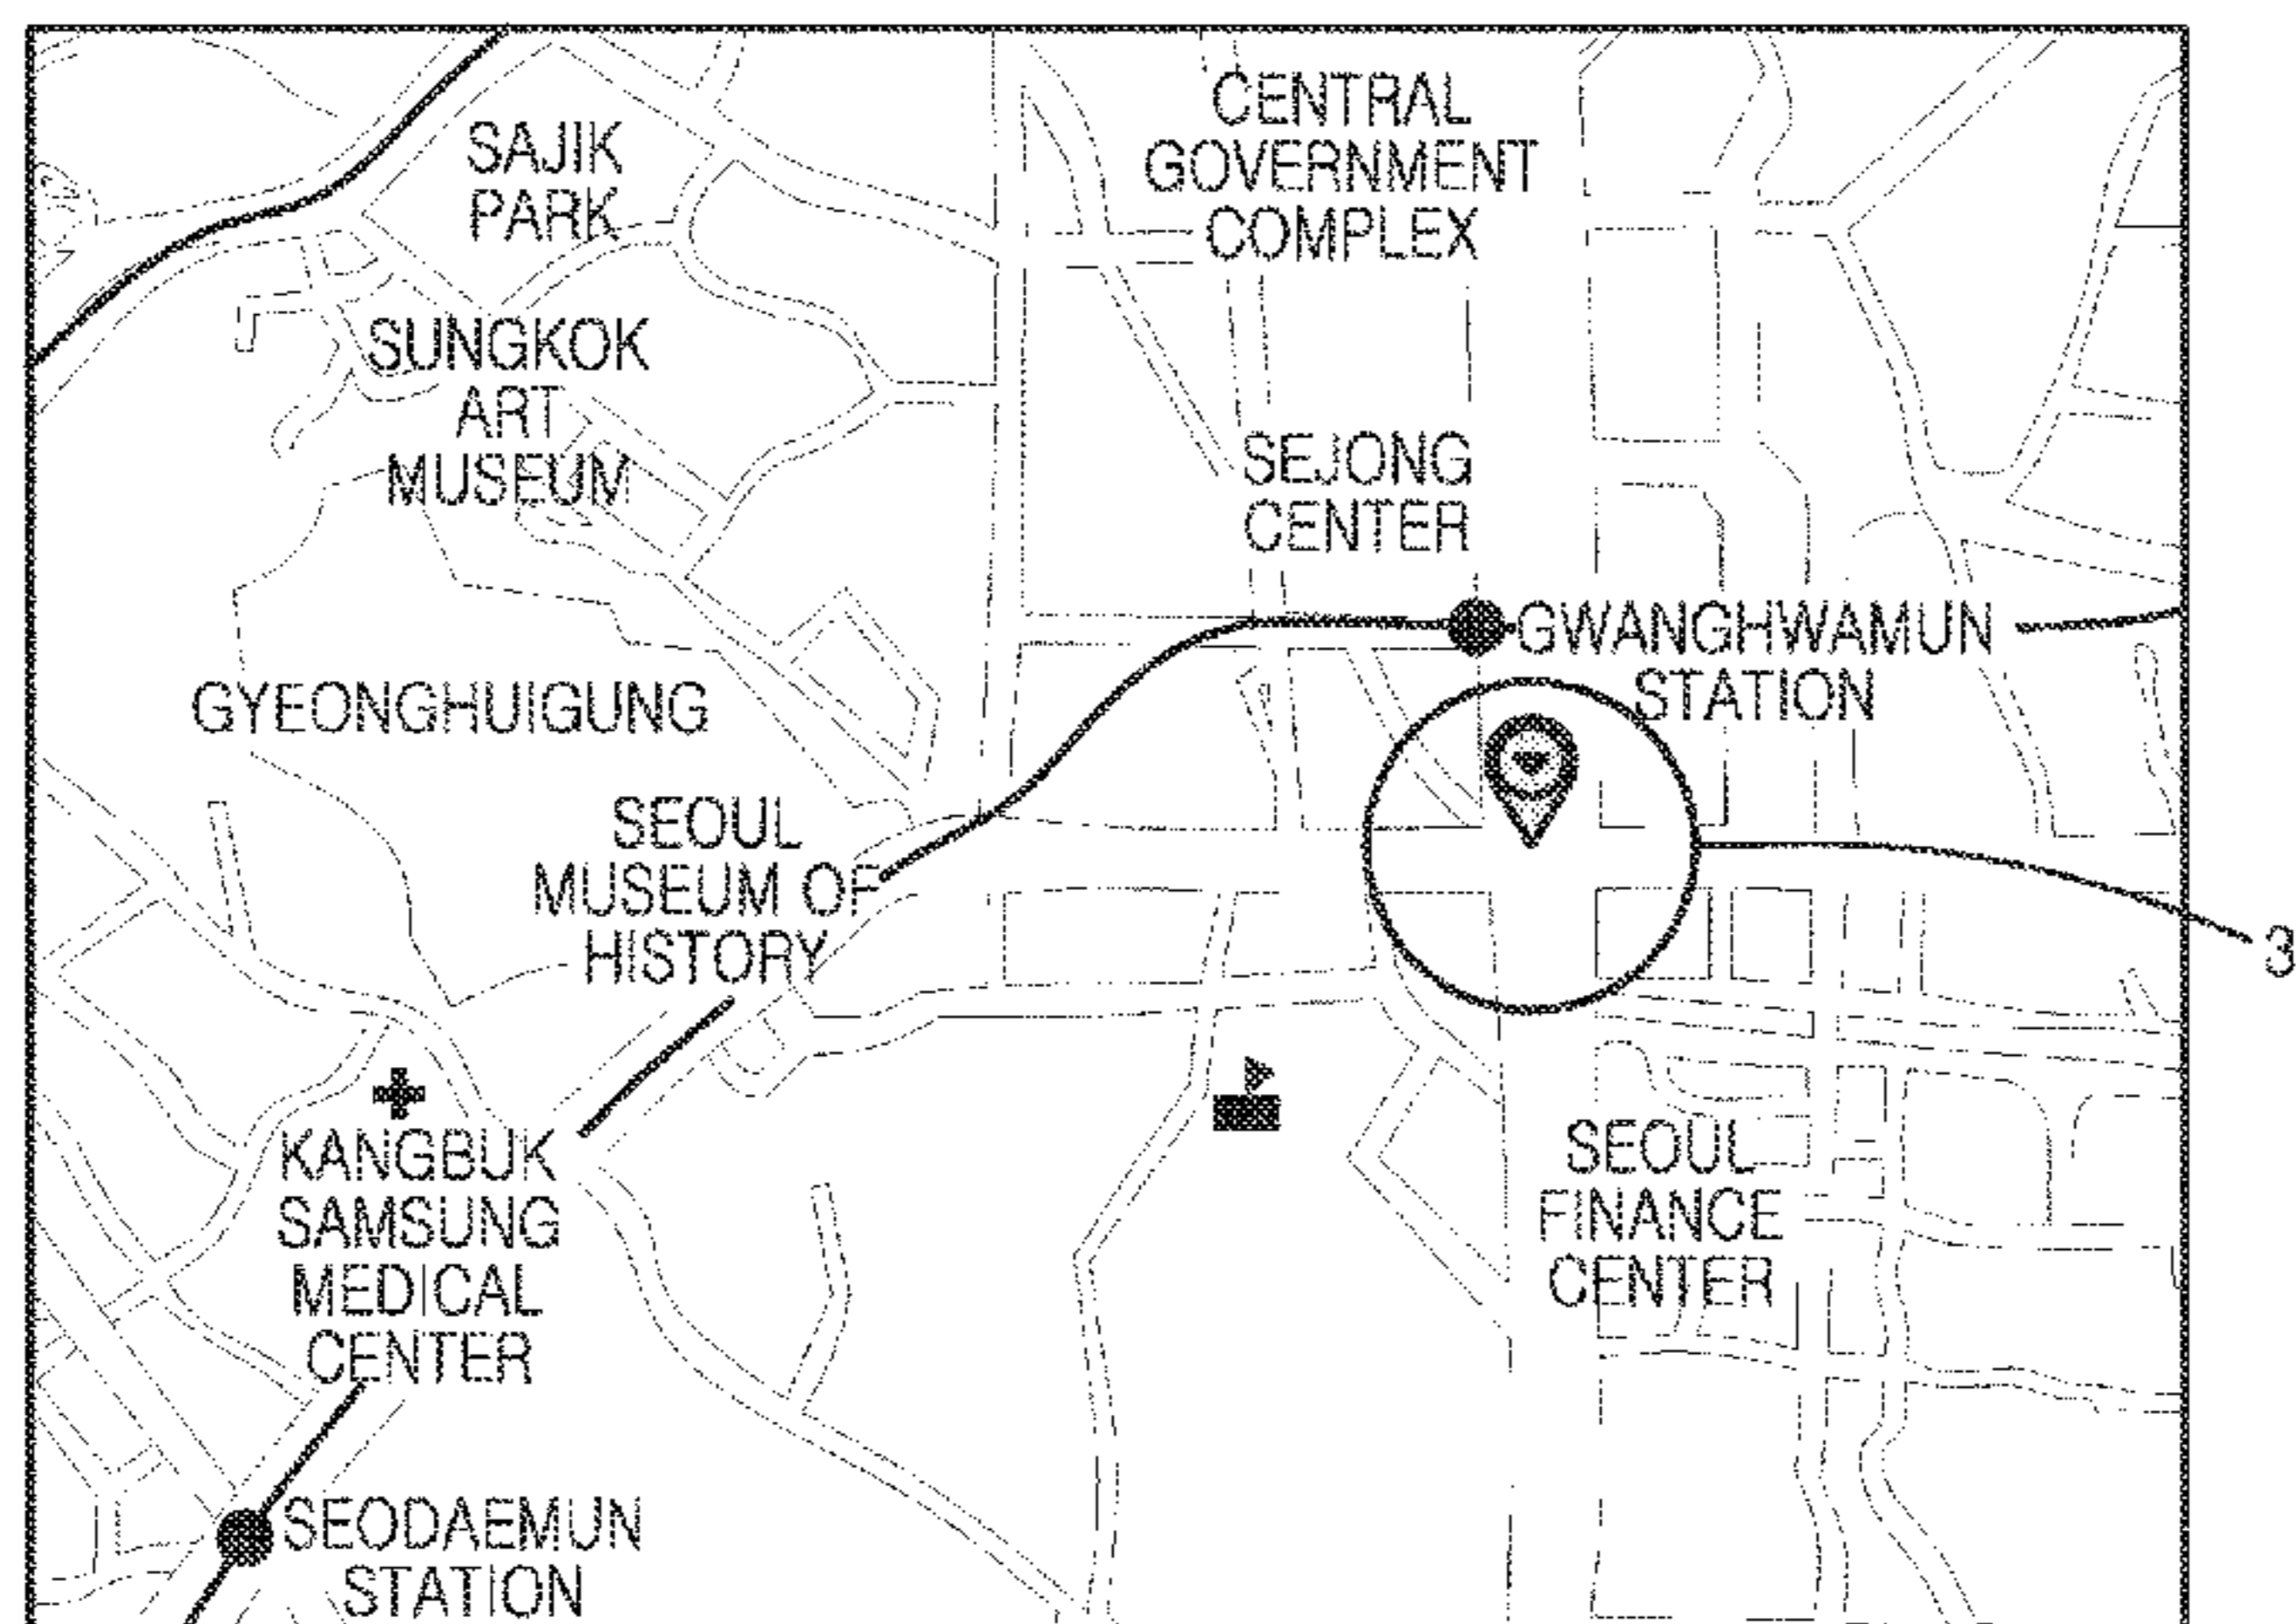 CENTRAL
GOVERNMENT
COMPLEX
SAJIK
PARK
SUNGKOK
ART
MUSEUM
SEJONG
CENTER
GWANGHWAMUN
STATION
GYEONGHUIGUNG
SEOUL
MUSEUM OF
HISTORY
3
KANGBUK
SAMSUNG
MEDICAL
CENTER
SEOUL
FINANCE
CENTER
SEODAEMUN
STATION